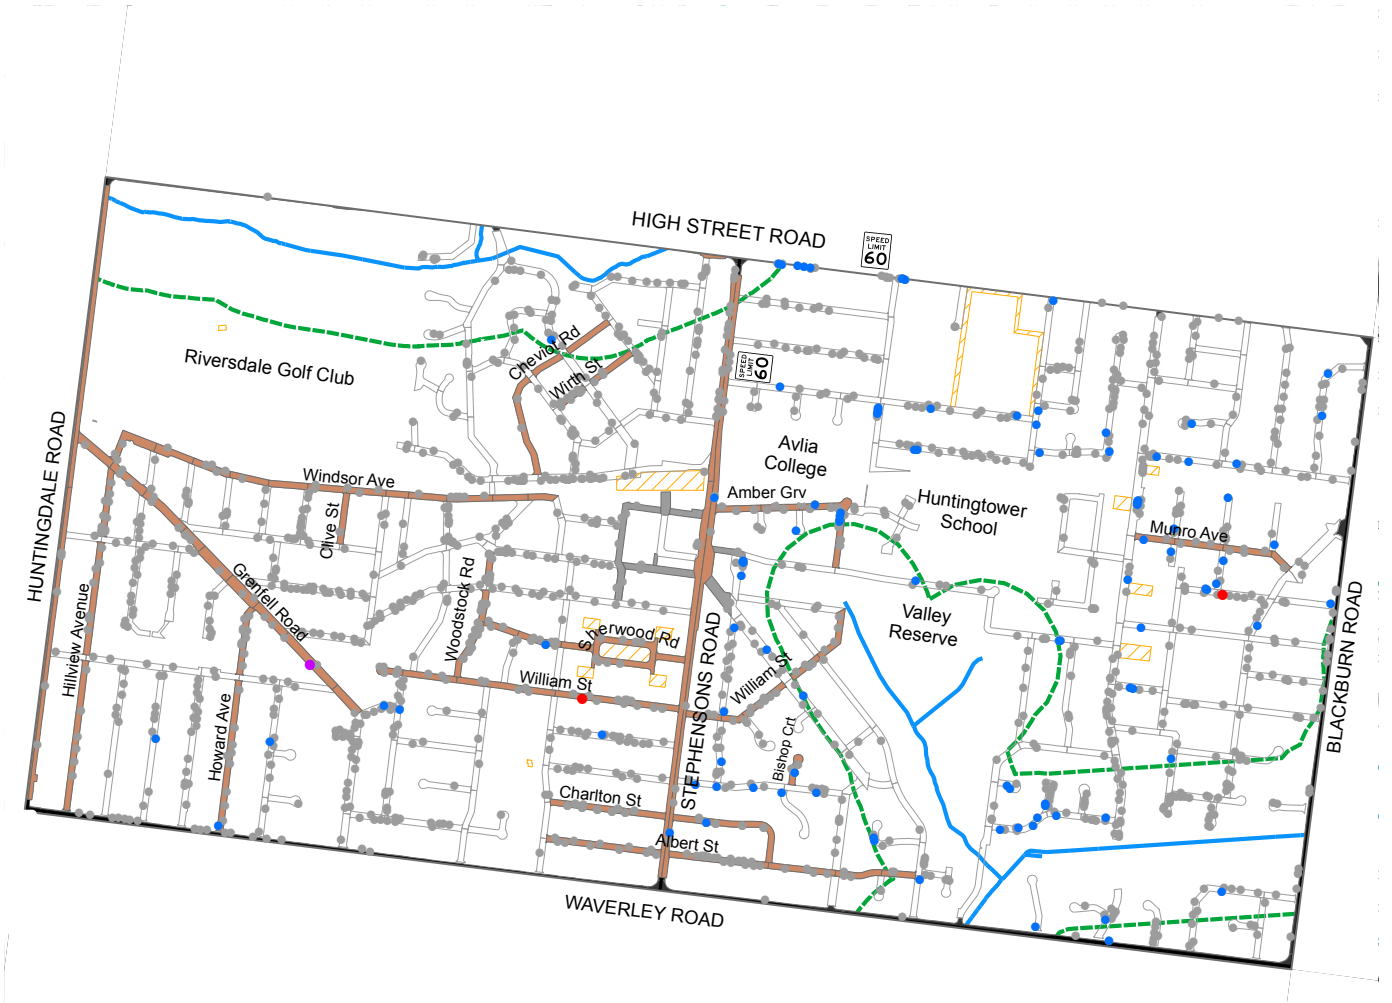 HIGH STREET ROAD
SPEED
LIMIT
60
Cheviot Rd
Wirth St
SPEED
LIMIT
60
Riversdale Golf Club
HUNTINGDALE ROAD
Windsor Ave
Clive St
Avlia
College
Amber Grv
Huntingtower
School
Munro Ave
Grenfell Road
Hillview Avenue
Woodstock Rd
Sherwood Rd
Valley
Reserve
BLACKBURN ROAD
William St
William St
STEPHENSONS ROAD
Howard Ave
Bishop Crt
Charlton St
Albert St
WAVERLEY ROAD